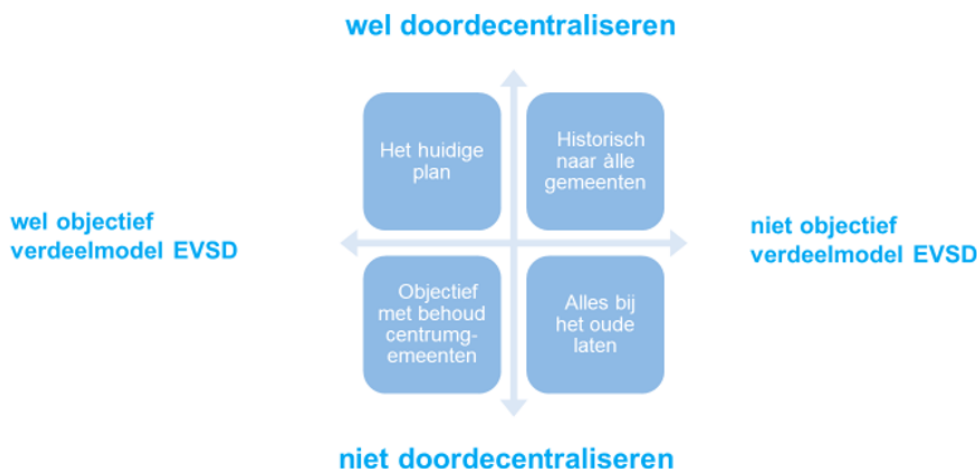 wel doordecentraliseren
Het huidige
plan
Historisch
naar àlle
gemeenten
wel objectief
verdeelmodel EVSD
niet objectief
verdeelmodel EVSD
Objectief
met behoud
centrumg-
emeenten
Alles bij
het oude
laten
niet doordecentraliseren